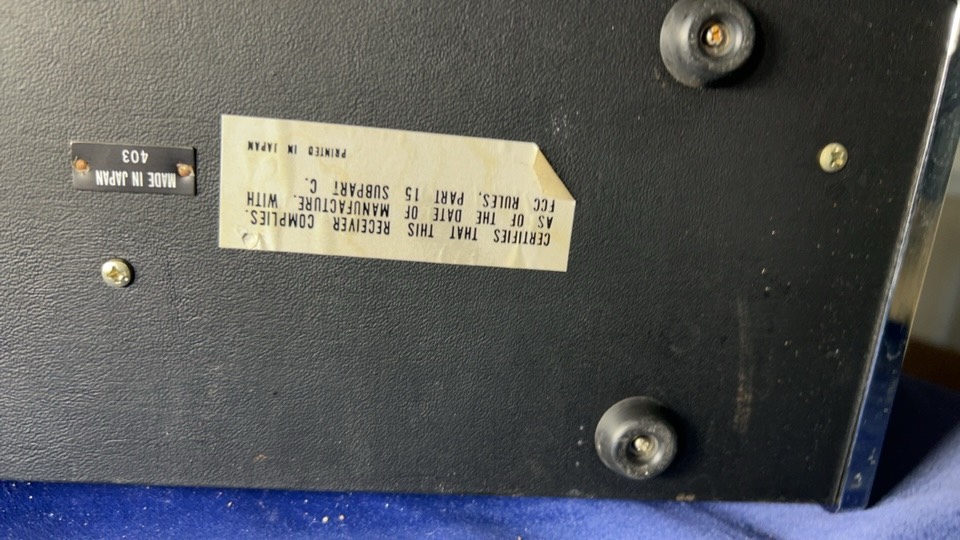 CERTIFIES THAT THIS RECEIVER COMPLIES.
AS OF THE DATE OF MANUFACTURE. WITH
FCC RULES, PART 15 SUBPART C.
PRINTED IN JAPAN
MADE IN JAPAN
403